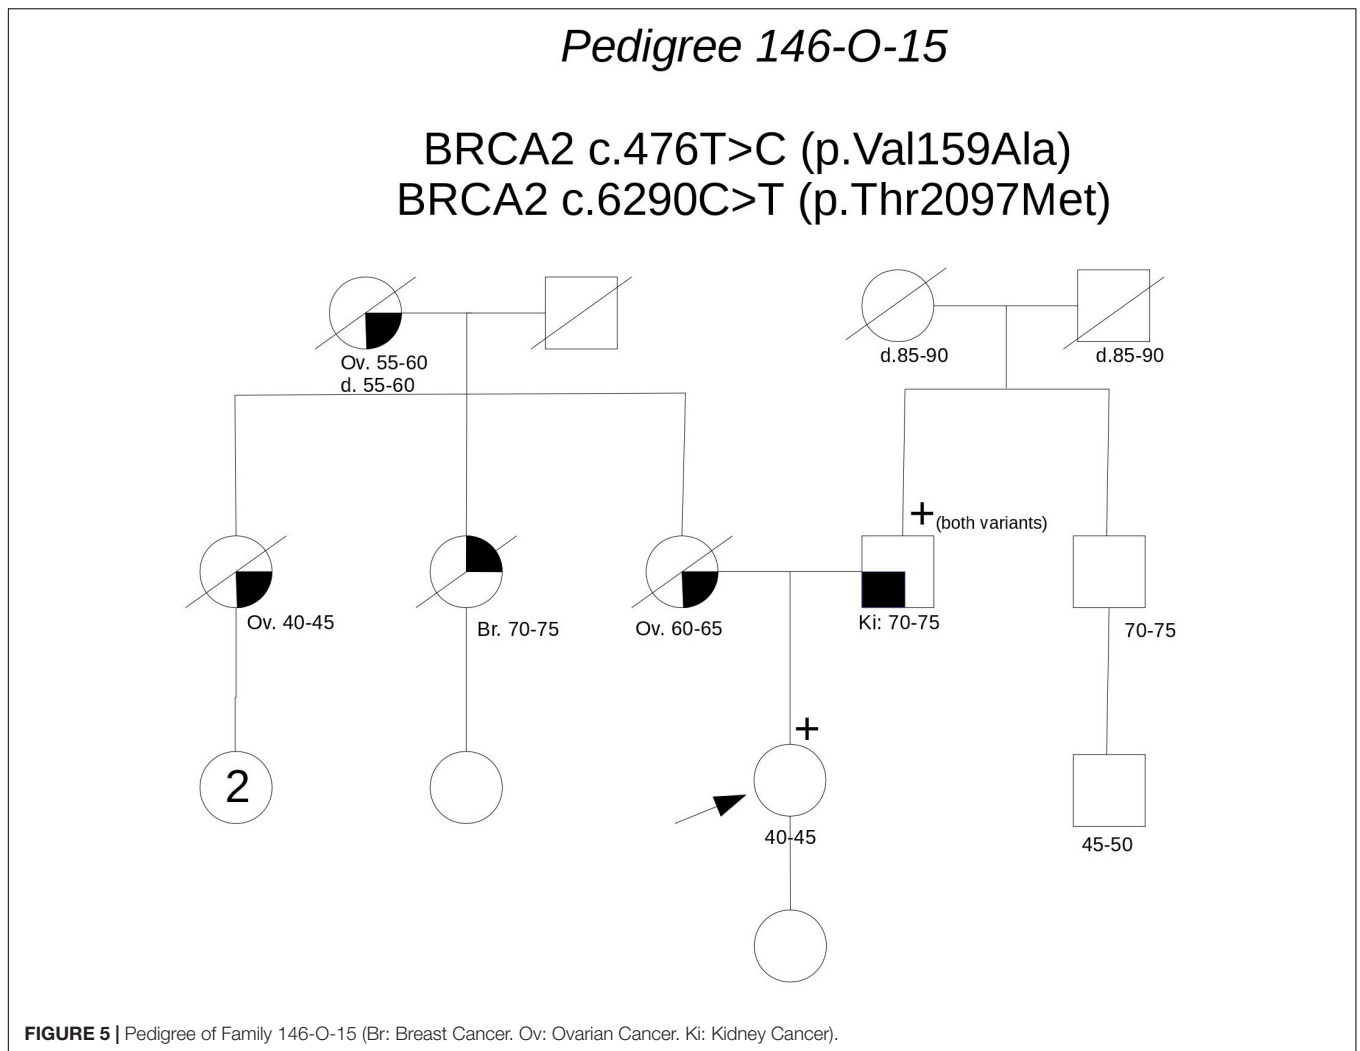 Pedigree 146-O-15
BRCA2 c.476T>C (p.Val159Ala)
BRCA2 c.6290C>T (p.Thr2097Met)
Ov. 55-60
d. 55-60
d.85-90
d.85-90
+(both variants)
Ov. 40-45
Br. 70-75
Ov. 60-65
Ki: 70-75
70-75
+
2
40-45
45-50
FIGURE 5 | Pedigree of Family 146-O-15 (Br: Breast Cancer. Ov: Ovarian Cancer. Ki: Kidney Cancer).